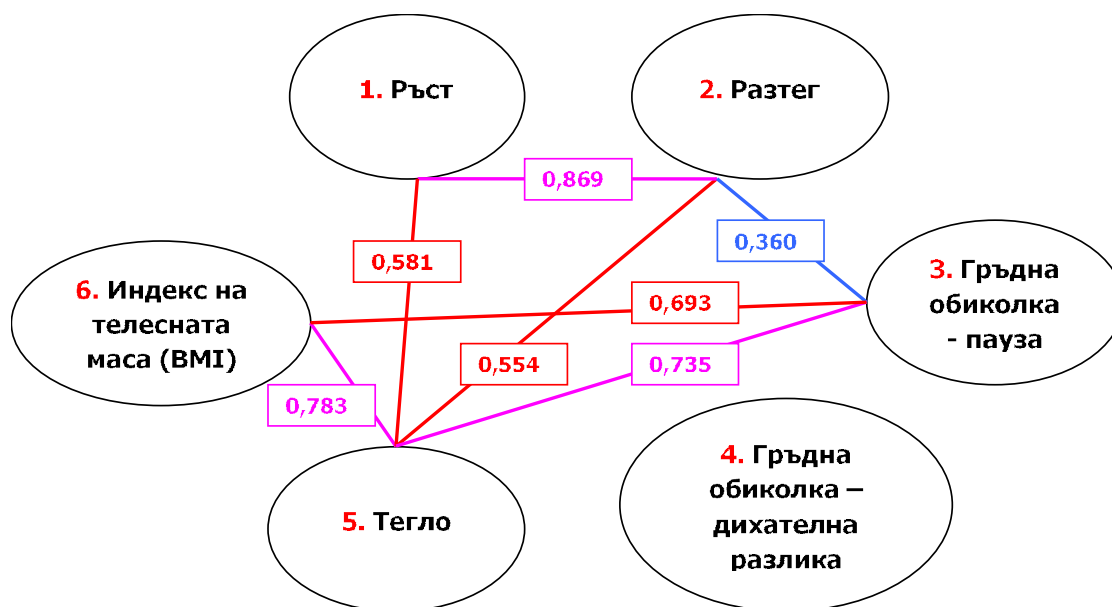 1. Ръст
2. Разтег
0,869
0,581
0,360
3. Гръдна
обиколка
- пауза
6. Индекс на
телесната
маса (BMI)
0,693
0,554
0,735
0,783
4. Гръдна
обиколка –
дихателна
разлика
5. Тегло